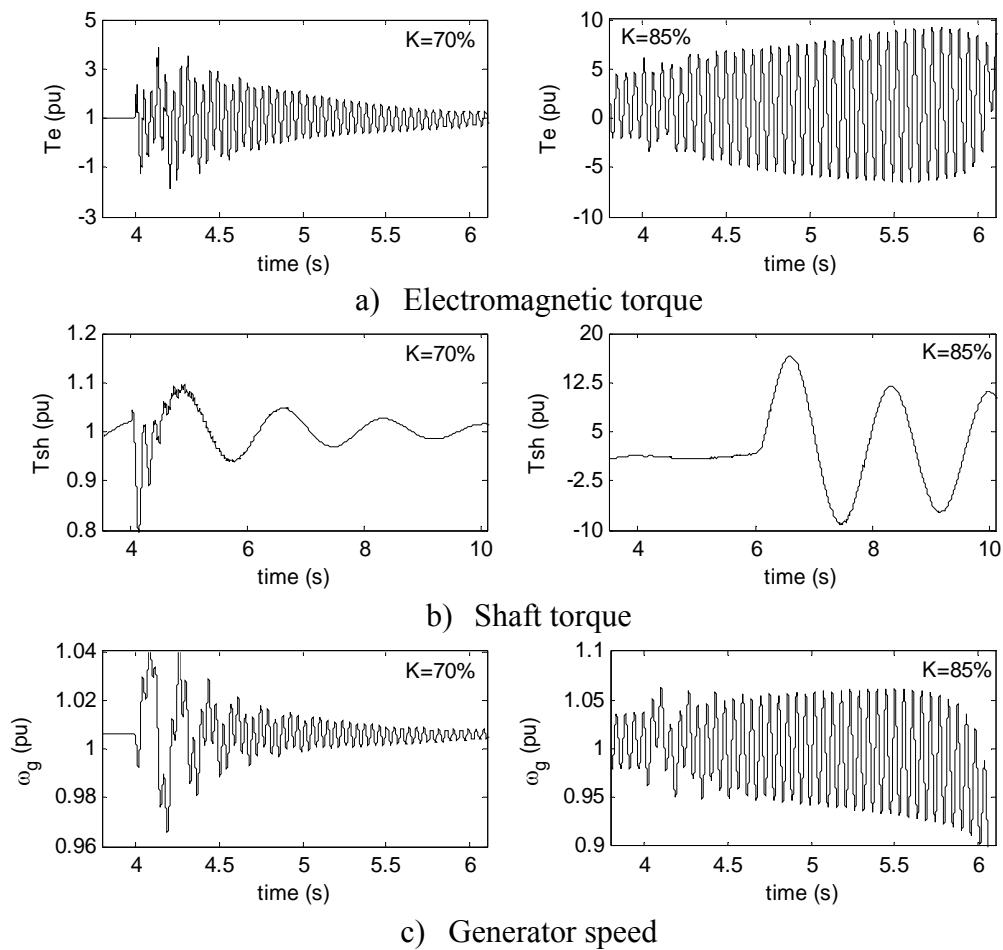 5
3
1
-1
-3
Te (pu)
K=70%
4 4.5 5 5.5 6
time (s)
10
5
0
-5
-10
Te (pu)
K=85%
4 4.5 5 5.5 6
time (s)
a) Electromagnetic torque
1.2
1.1
1
0.9
0.8
Tsh (pu)
K=70%
4 6 8 10
time (s)
20
12.5
5
-2.5
-10
Tsh (pu)
K=85%
4 6 8 10
time (s)
b) Shaft torque
1.04
1.02
1
0.98
0.96
ωg (pu)
K=70%
4 4.5 5 5.5 6
time (s)
1.1
1.05
1
0.95
0.9
ωg (pu)
K=85%
4 4.5 5 5.5 6
time (s)
c) Generator speed